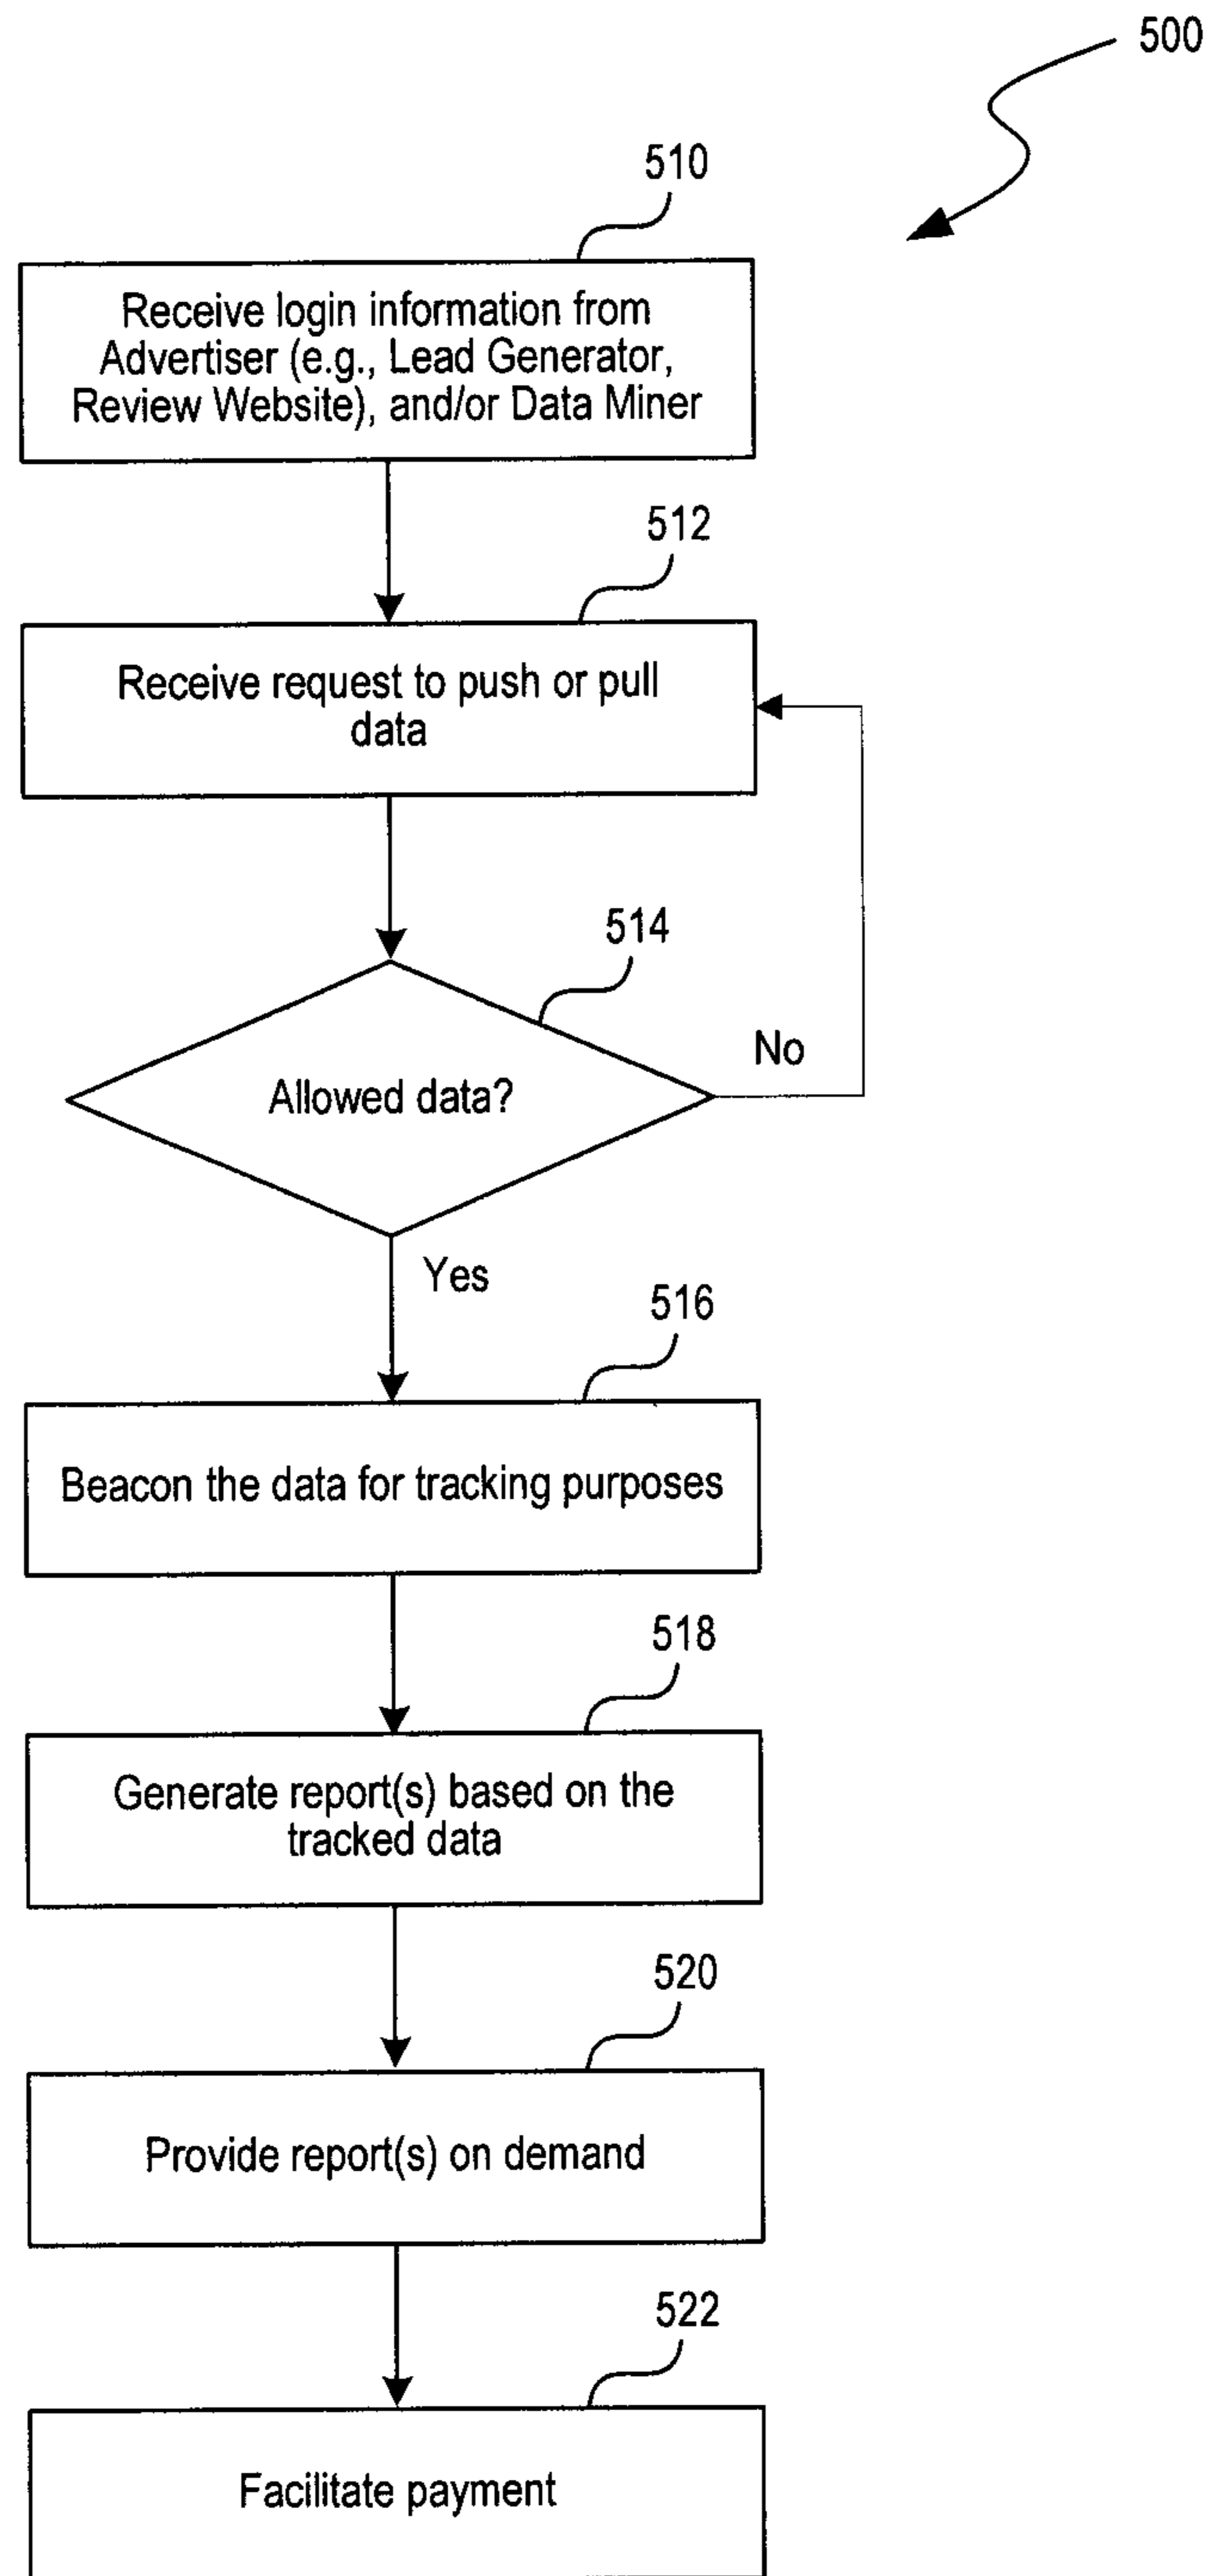 500
510
Receive login information from
Advertiser (e.g., Lead Generator,
Review Website), and/or Data Miner
512
Receive request to push or pull
data
514
No
Allowed data?
Yes
516
Beacon the data for tracking purposes
518
Generate report(s) based on the
tracked data
520
Provide report(s) on demand
522
Facilitate payment